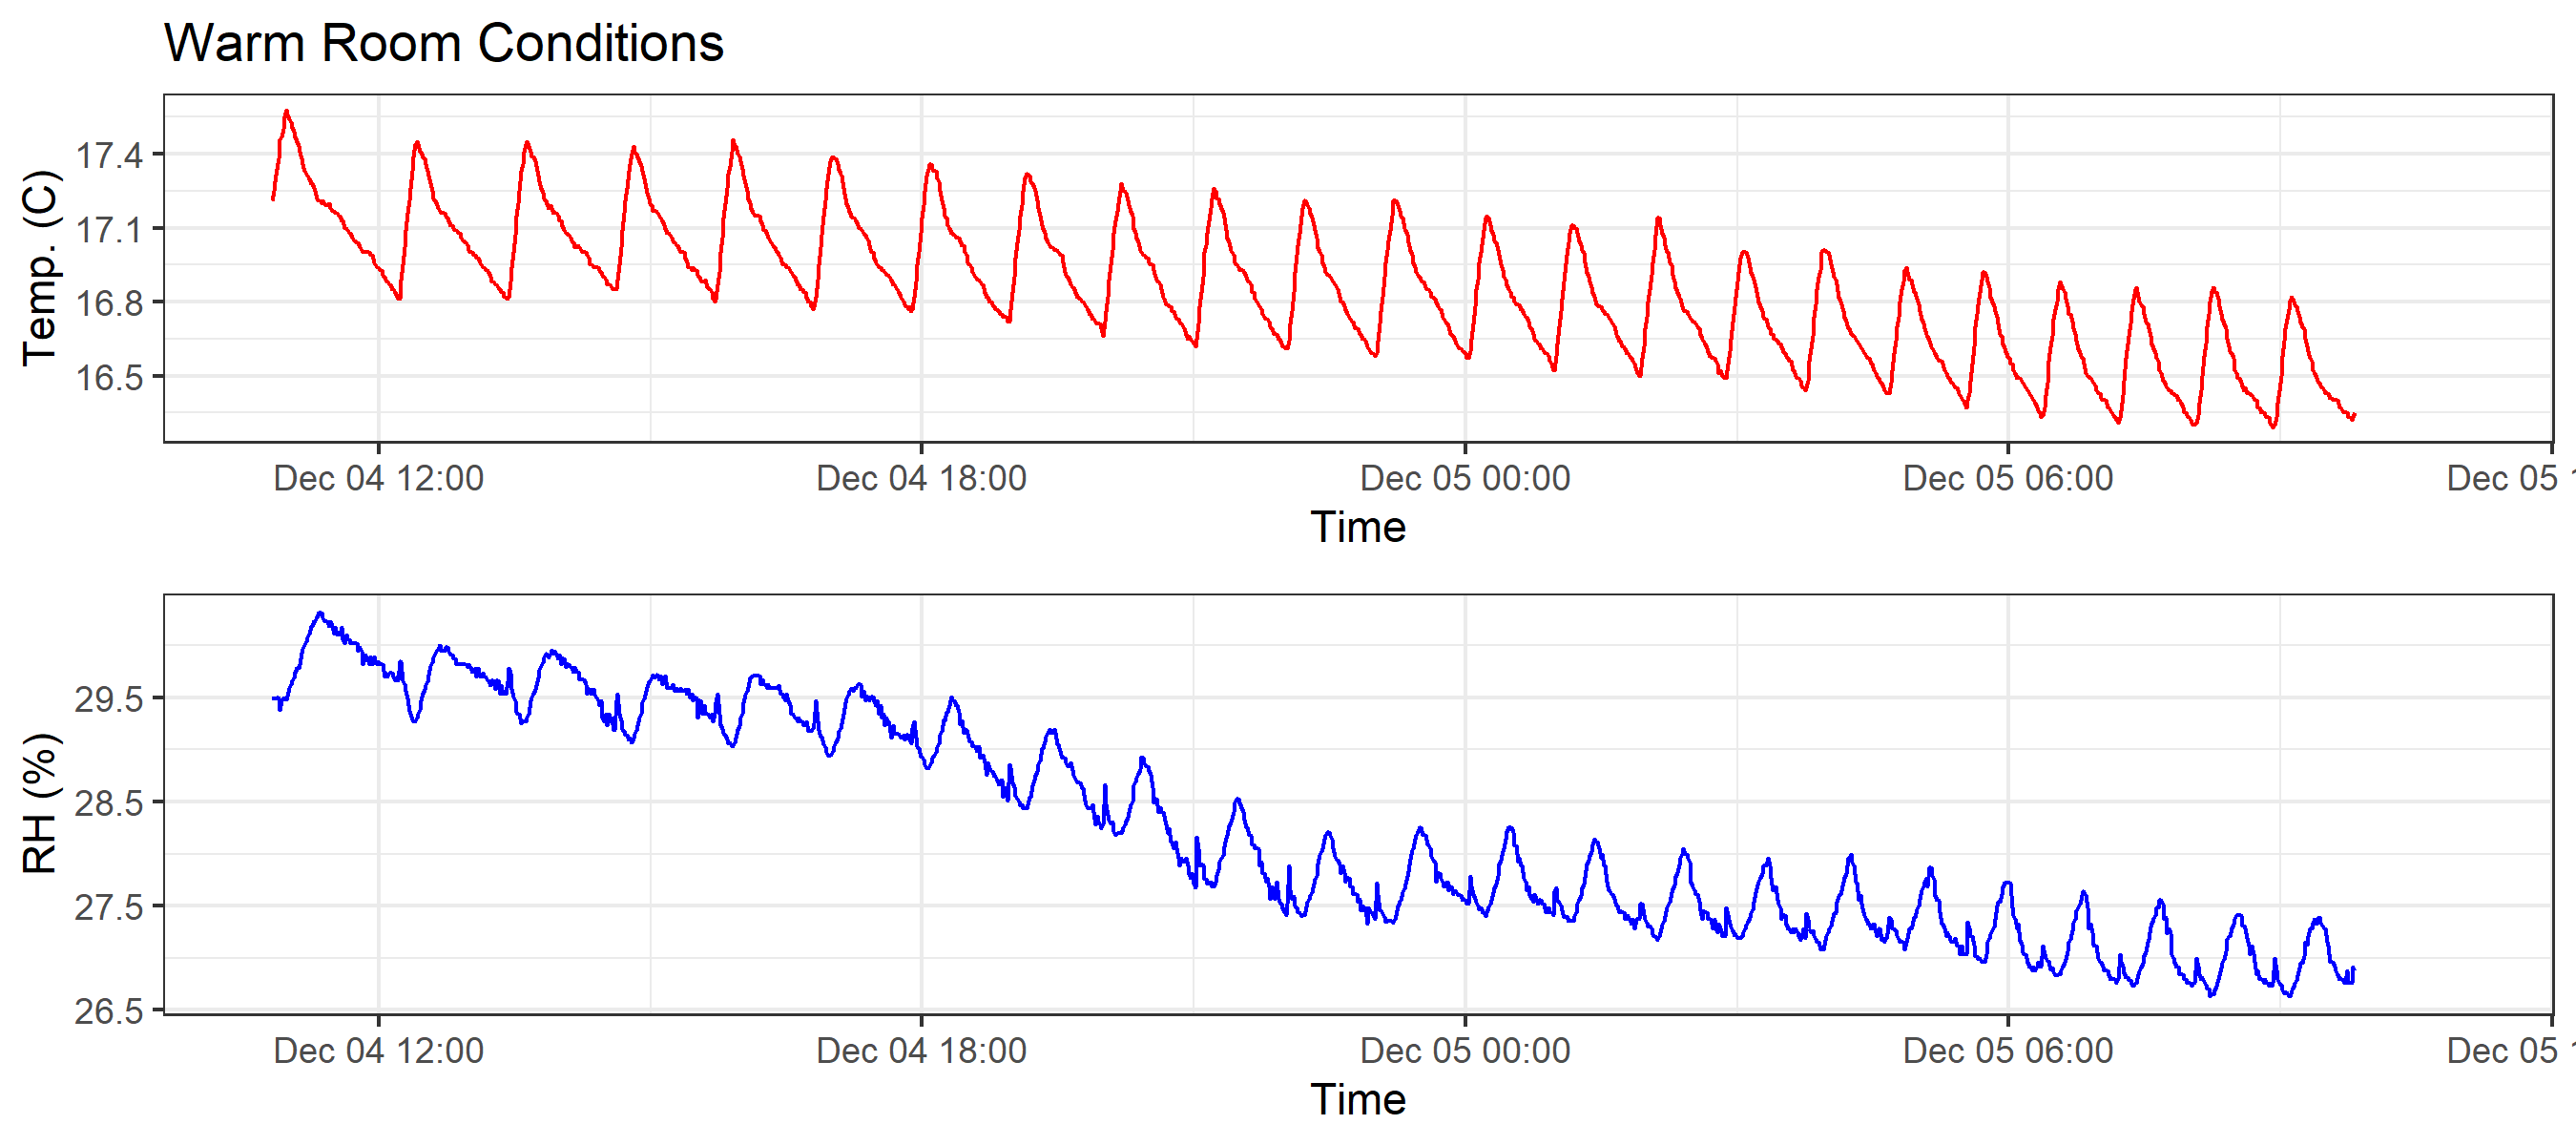 Warm Room Conditions
Temp. (C)
17.4
17.1
16.8
16.5
Dec 04 12:00 Dec 04 18:00 Dec 05 00:00 Dec 05 06:00 Dec 05
Time
RH (%)
29.5
28.5
27.5
26.5
Dec 04 12:00 Dec 04 18:00 Dec 05 00:00 Dec 05 06:00 Dec 05
Time